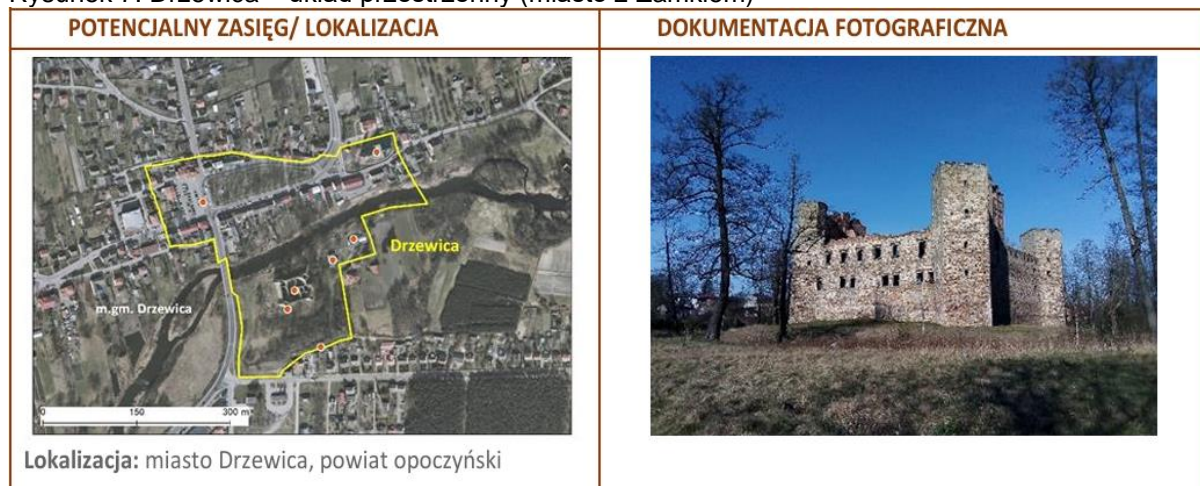 POTENCJALNY ZASIĘG/ LOKALIZACJA
DOKUMENTACJA FOTOGRAFICZNA
Drzewica
m.gm. Drzewica
0 150 300 m
Lokalizacja: miasto Drzewica, powiat opoczyński